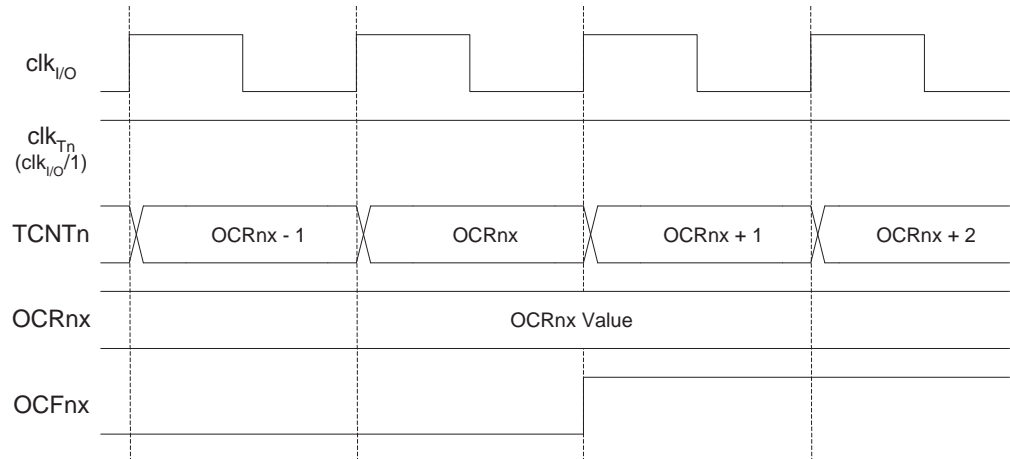 clkI/O
clkTn
(clkI/O/1)
TCNTn
OCRnx - 1
OCRnx
OCRnx + 1
OCRnx + 2
OCRnx
OCRnx Value
OCFnx